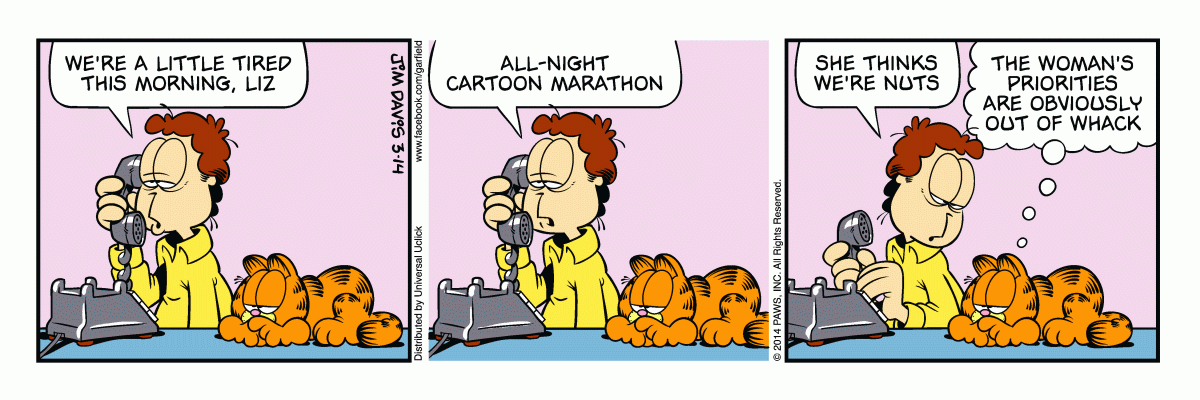 WE'RE A LITTLE TIRED
THIS MORNING, LIZ
JIM DAVIS 3·14
www.facebook.com/garfield
Distributed by Universal Uclick
ALL-NIGHT
CARTOON MARATHON
© 2014 PAWS, INC. All Rights Reserved.
SHE THINKS
WE'RE NUTS
THE WOMAN'S
PRIORITIES
ARE OBVIOUSLY
OUT OF WHACK